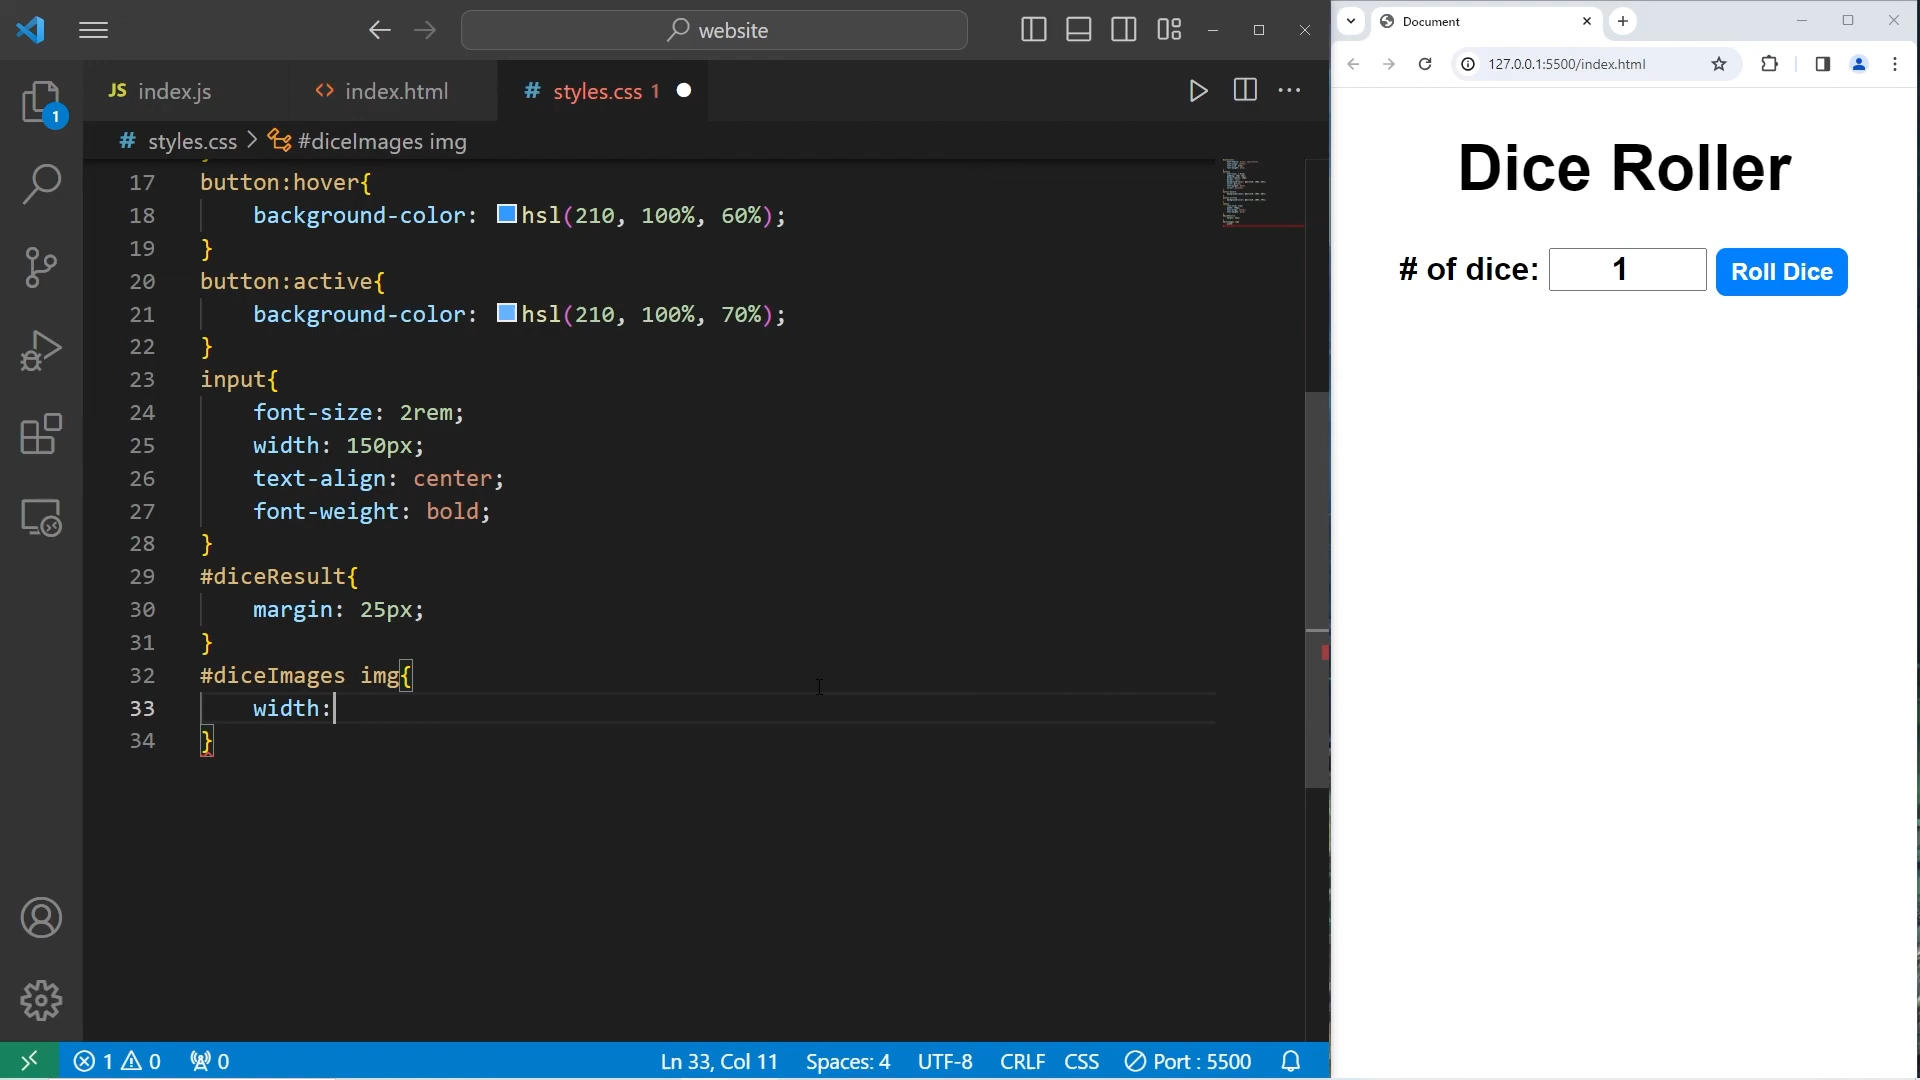 website
JS index.js
<> index.html
# styles.css 1
# styles.css > #diceImages img
17 button:hover{
18 background-color: hsl(210, 100%, 60%);
19 }
20 button:active{
21 background-color: hsl(210, 100%, 70%);
22 }
23 input{
24 font-size: 2rem;
25 width: 150px;
26 text-align: center;
27 font-weight: bold;
28 }
29 #diceResult{
30 margin: 25px;
31 }
32 #diceImages img{
33 width:
34 }
1
1 0 0
Ln 33, Col 11 Spaces: 4 UTF-8 CRLF CSS Port : 5500
Document
127.0.0.1:5500/index.html
Dice Roller
# of dice: 1 Roll Dice